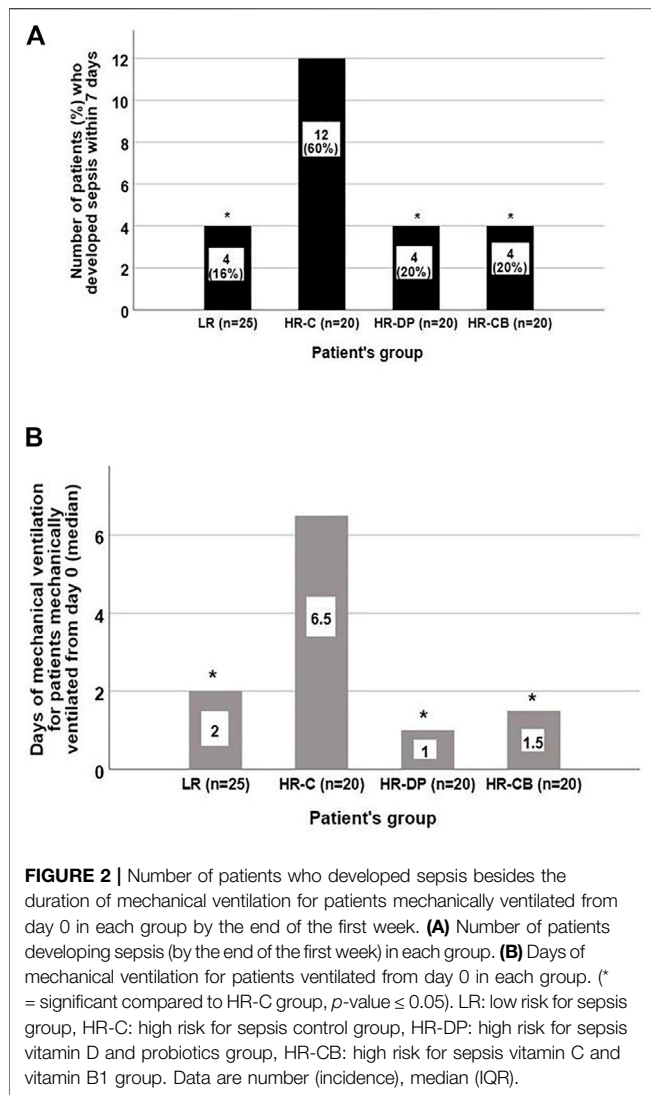 A
Number of patients (%) who
developed sepsis within 7 days
12
10
8
6
4
2
0
*
*
*
4
(16%)
12
(60%)
4
(20%)
4
(20%)
LR (n=25)
HR-C (n=20)
HR-DP (n=20)
HR-CB (n=20)
Patient's group
B
Days of mechanical ventilation
for patients mechanically
ventilated from day 0 (median)
6
4
2
0
*
*
*
2
6.5
1
1.5
LR (n=25)
HR-C (n=20)
HR-DP (n=20)
HR-CB (n=20)
Patient's group
FIGURE 2 | Number of patients who developed sepsis besides the
duration of mechanical ventilation for patients mechanically ventilated from
day 0 in each group by the end of the first week. (A) Number of patients
developing sepsis (by the end of the first week) in each group. (B) Days of
mechanical ventilation for patients ventilated from day 0 in each group. (*
= significant compared to HR-C group, p-value ≤ 0.05). LR: low risk for sepsis
group, HR-C: high risk for sepsis control group, HR-DP: high risk for sepsis
vitamin D and probiotics group, HR-CB: high risk for sepsis vitamin C and
vitamin B1 group. Data are number (incidence), median (IQR).